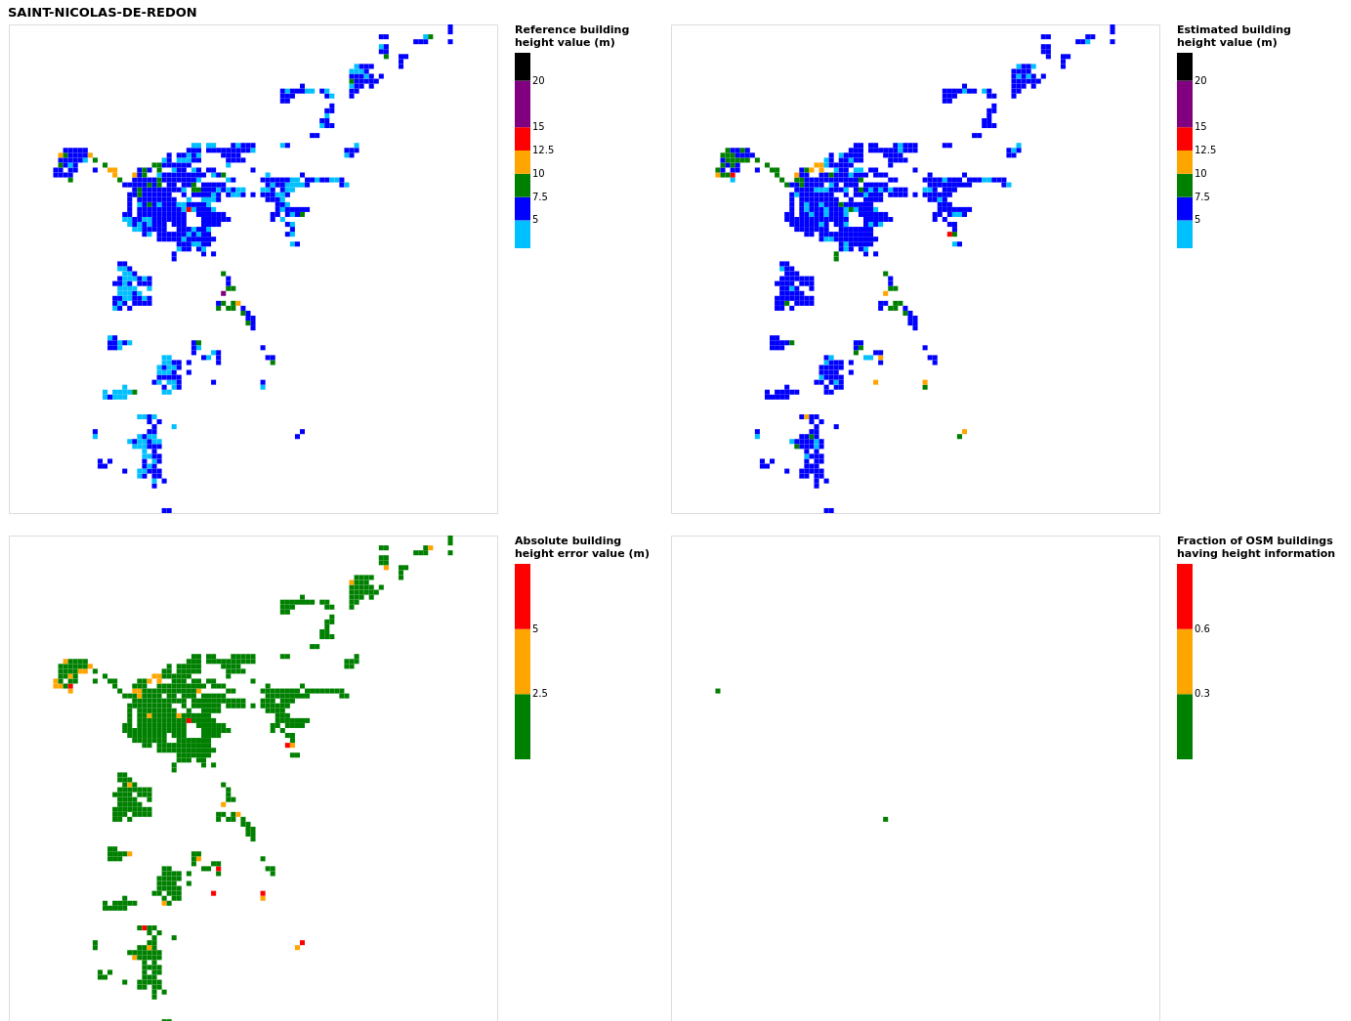 SAINT-NICOLAS-DE-REDON
Reference building
height value (m)
20
15
12.5
10
7.5
5
Estimated building
height value (m)
20
15
12.5
10
7.5
5
Absolute building
height error value (m)
5
2.5
Fraction of OSM buildings
having height information
0.6
0.3